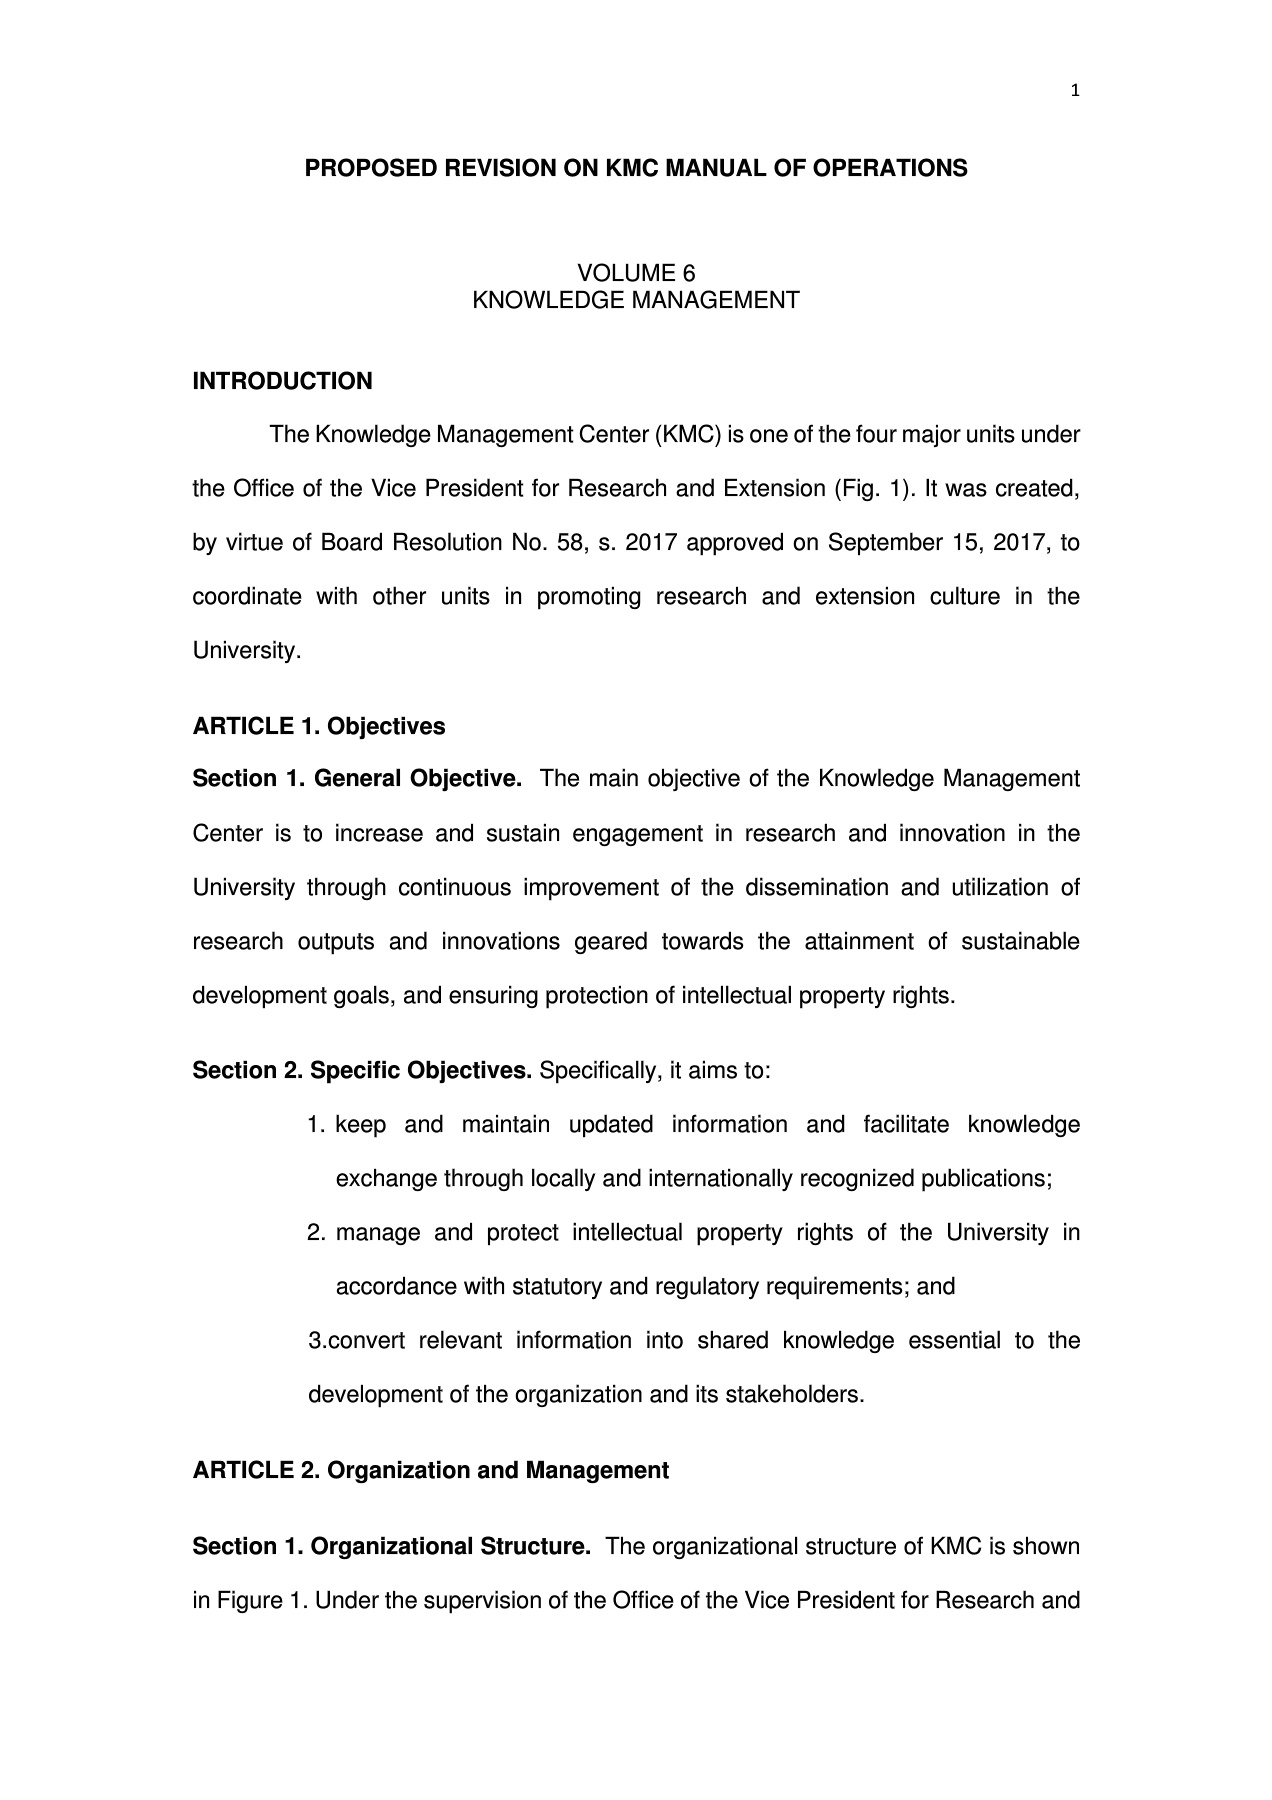 1
PROPOSED REVISION ON KMC MANUAL OF OPERATIONS
VOLUME 6
KNOWLEDGE MANAGEMENT
INTRODUCTION
The Knowledge Management Center (KMC) is one of the four major units under
the Office of the Vice President for Research and Extension (Fig. 1). It was created,
by virtue of Board Resolution No. 58, s. 2017 approved on September 15, 2017, to
coordinate with other units in promoting research and extension culture in the
University.
ARTICLE 1. Objectives
Section 1. General Objective. The main objective of the Knowledge Management
Center is to increase and sustain engagement in research and innovation in the
University through continuous improvement of the dissemination and utilization of
research outputs and innovations geared towards the attainment of sustainable
development goals, and ensuring protection of intellectual property rights.
Section 2. Specific Objectives. Specifically, it aims to:
1. keep and maintain updated information and facilitate knowledge
exchange through locally and internationally recognized publications;
2. manage and protect intellectual property rights of the University in
accordance with statutory and regulatory requirements; and
3.convert relevant information into shared knowledge essential to the
development of the organization and its stakeholders.
ARTICLE 2. Organization and Management
Section 1. Organizational Structure. The organizational structure of KMC is shown
in Figure 1. Under the supervision of the Office of the Vice President for Research and